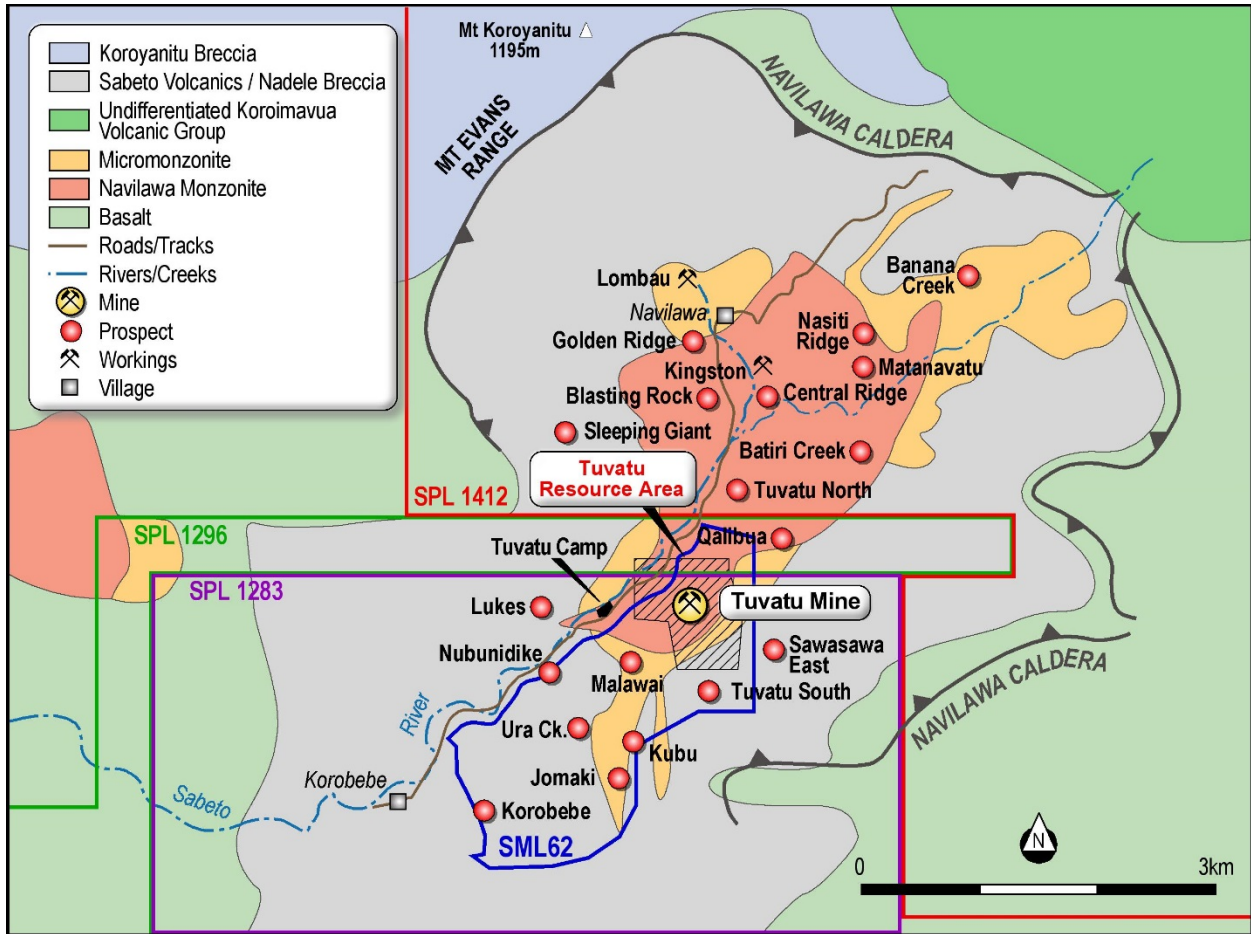 Koroyanitu Breccia
Sabeto Volcanics / Nadele Breccia
Undifferentiated Koroimavua
Volcanic Group
Micromonzonite
Navilawa Monzonite
Basalt
Roads/Tracks
Rivers/Creeks
Mine
Prospect
Workings
Village
Mt Koroyanitu
1195m
MT EVANS
RANGE
NAVILAWA CALDERA
Lombau
Navilawa
Banana
Creek
Golden Ridge
Nasiti
Ridge
Kingston
Matanavatu
Blasting Rock
Central Ridge
Sleeping Giant
Batiri Creek
Tuvatu
Resource Area
Tuvatu North
SPL 1412
SPL 1296
Qalibua
Tuvatu Camp
SPL 1283
Lukes
Tuvatu Mine
Nubunidike
Sawasawa
East
Malawai
Tuvatu South
NAVILAWA CALDERA
River
Ura Ck.
Kubu
Korobebe
Jomaki
Sabeto
Korobebe
SML62
N
0
3km